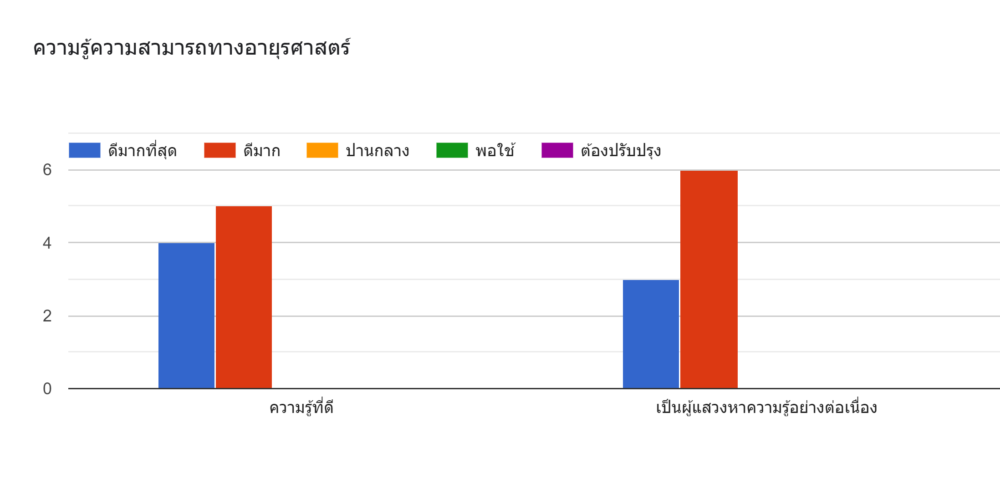 ความรู้ความสามารถทางอายุรศาสตร์
ดีมากที่สุด ดีมาก ปานกลาง พอใช้ ต้องปรับปรุง
6
4
2
0
ความรู้ที่ดี เป็นผู้แสวงหาความรู้อย่างต่อเนื่อง